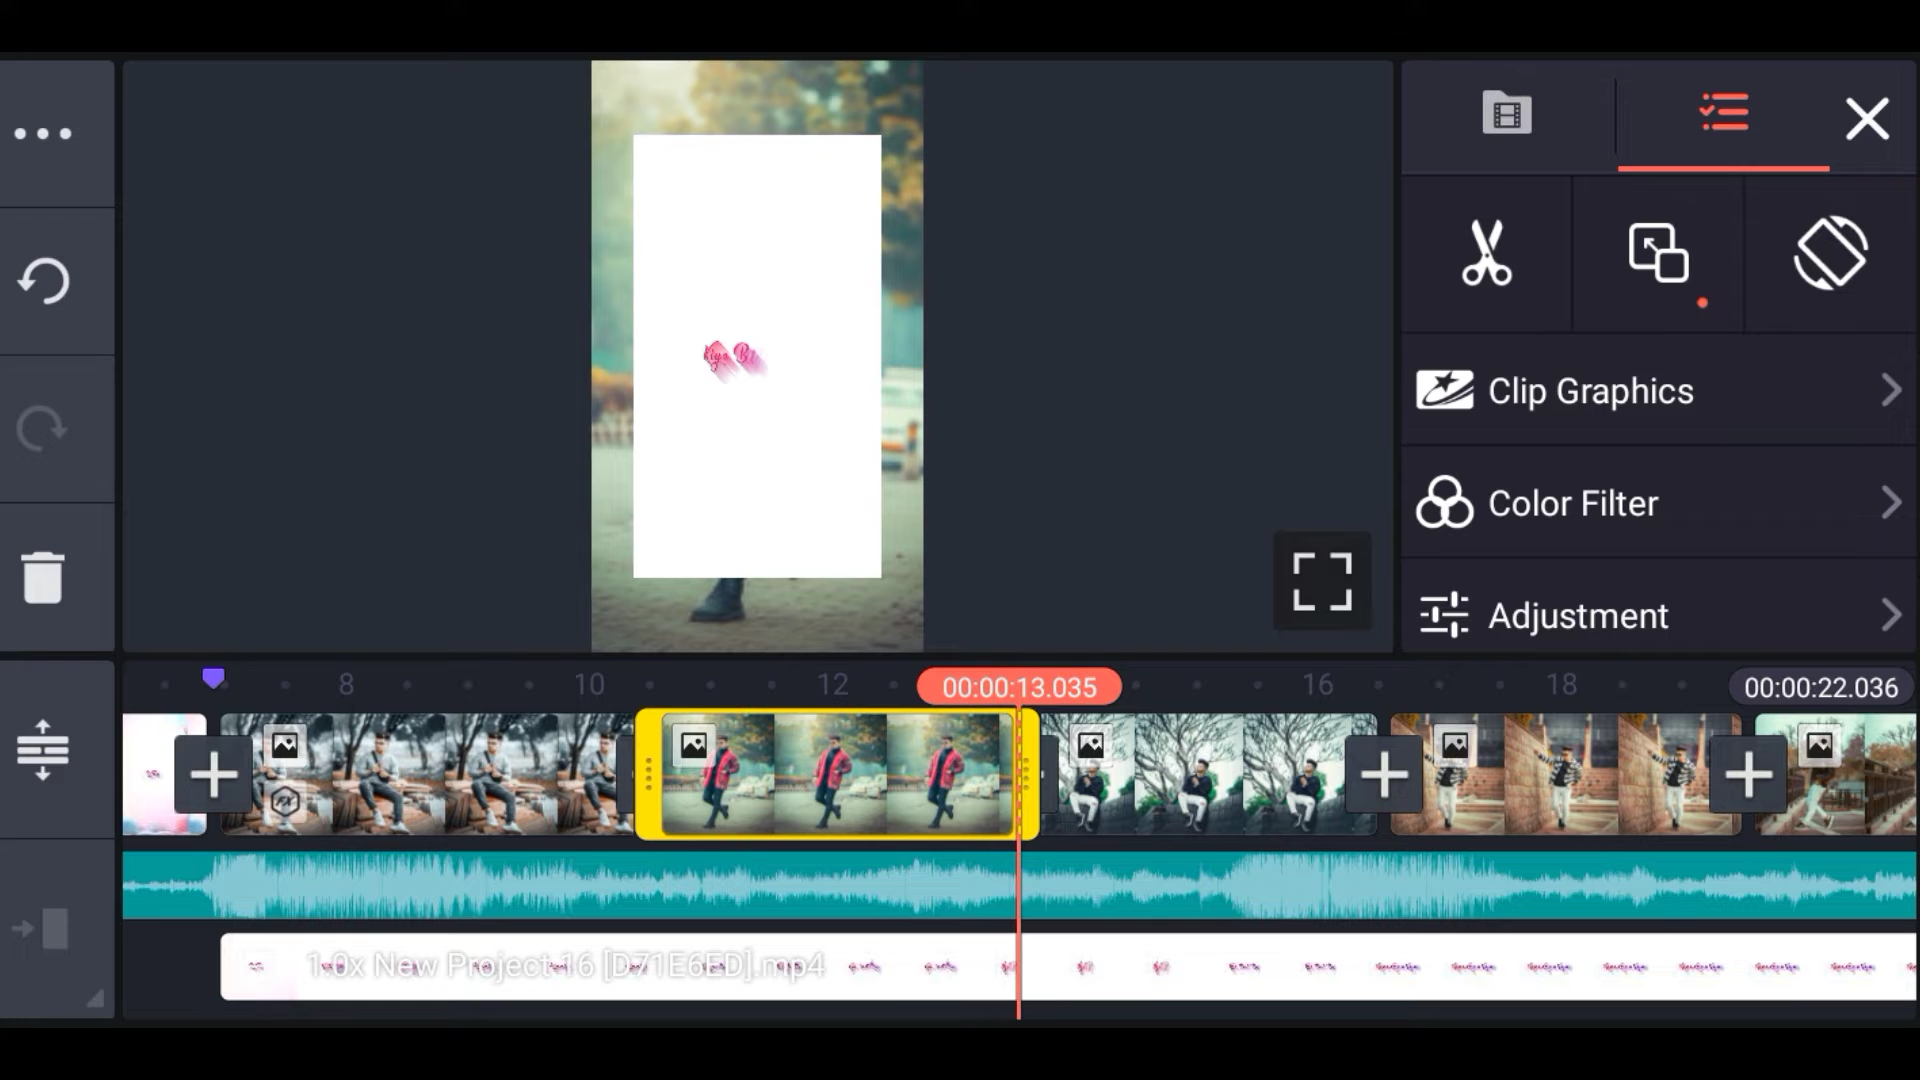 Clip Graphics
Color Filter
Adjustment
8
10
12
00:00:13.035
16
18
00:00:22.036
1.0x New Project 16 [D71E6ED].mp4